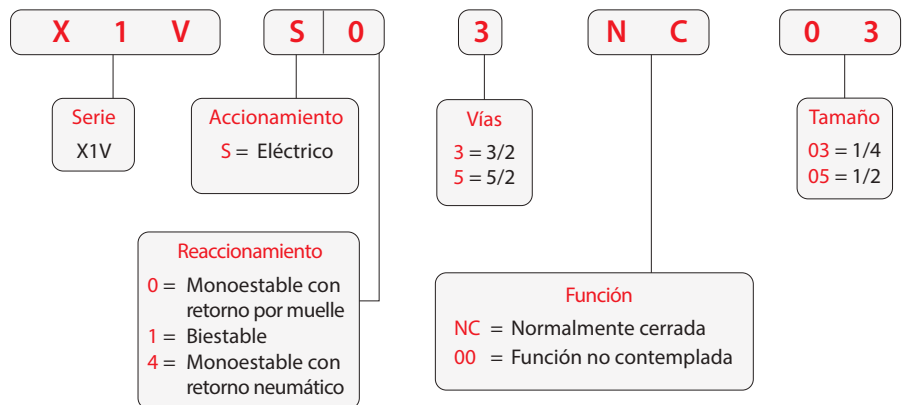 X 1 V S 0 3 N C 0 3
Serie
X1V
Accionamiento
S = Eléctrico
Vías
3 = 3/2
5 = 5/2
Tamaño
03 = 1/4
05 = 1/2
Reaccionamiento
0 = Monoestable con
retorno por muelle
1 = Biestable
4 = Monoestable con
retorno neumático
Función
NC = Normalmente cerrada
00 = Función no contemplada